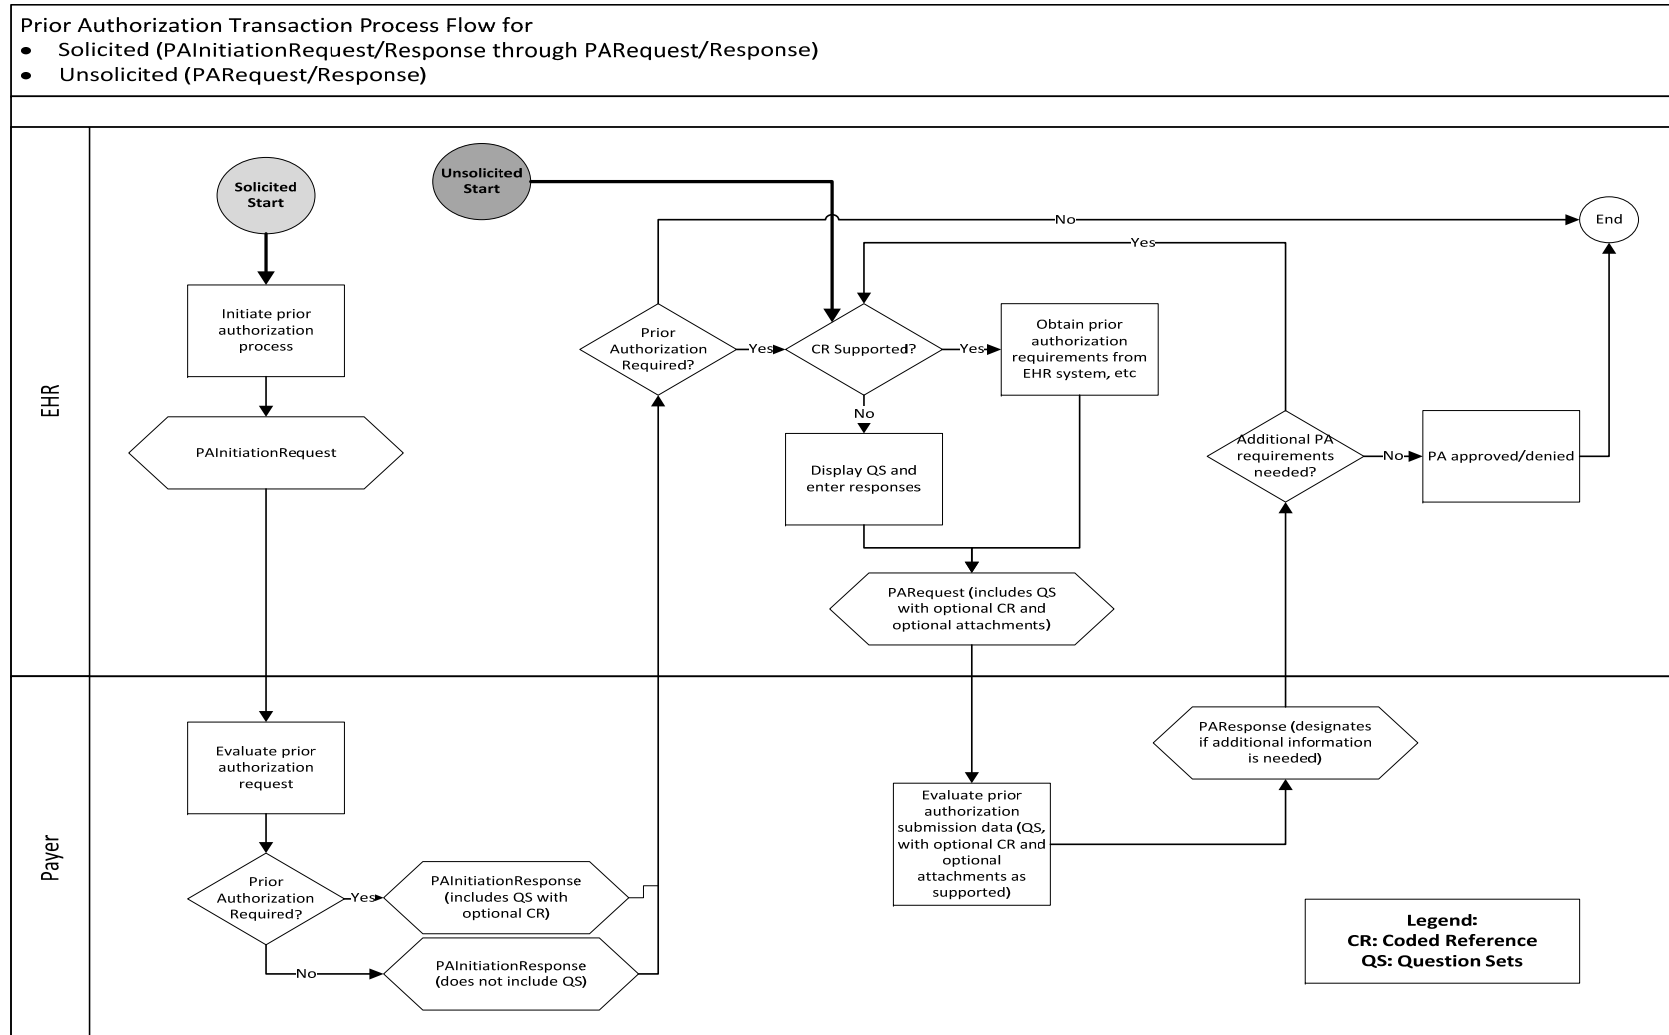 Prior Authorization Transaction Process Flow for
• Solicited (PAInitiationRequest/Response through PARequest/Response)
• Unsolicited (PARequest/Response)
EHR
Solicited
Start
Unsolicited
Start
No
End
Yes
Initiate prior
authorization
process
Prior
Authorization
Required?
Yes
CR Supported?
Yes
Obtain prior
authorization
requirements from
EHR system, etc
No
PAInitiationRequest
Display QS and
enter responses
Additional PA
requirements
needed?
No
PA approved/denied
PARequest (includes QS
with optional CR and
optional attachments)
Payer
Evaluate prior
authorization
request
PAResponse (designates
if additional information
is needed)
Evaluate prior
authorization
submission data (QS,
with optional CR and
optional
attachments as
supported)
Prior
Authorization
Required?
Yes
PAInitiationResponse
(includes QS with
optional CR)
No
PAInitiationResponse
(does not include QS)
Legend:
CR: Coded Reference
QS: Question Sets